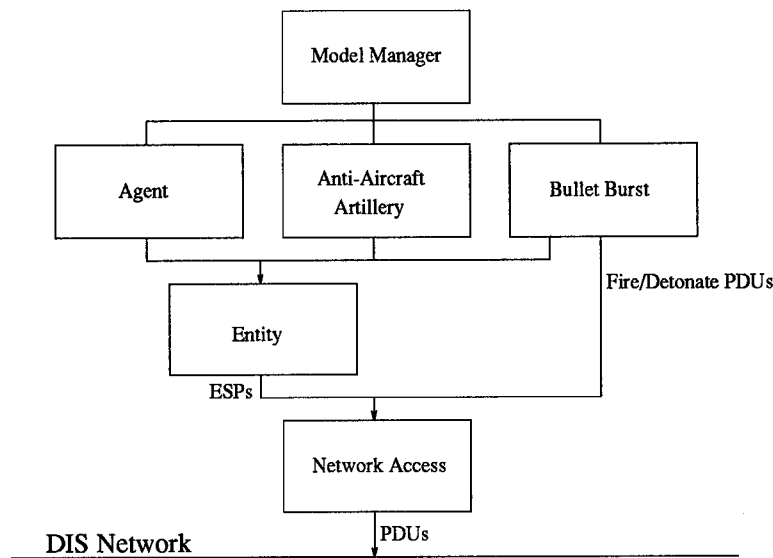 Model Manager
Agent
Anti-Aircraft
Artillery
Bullet Burst
Fire/Detonate PDUs
Entity
ESPs
Network Access
PDUs
DIS Network